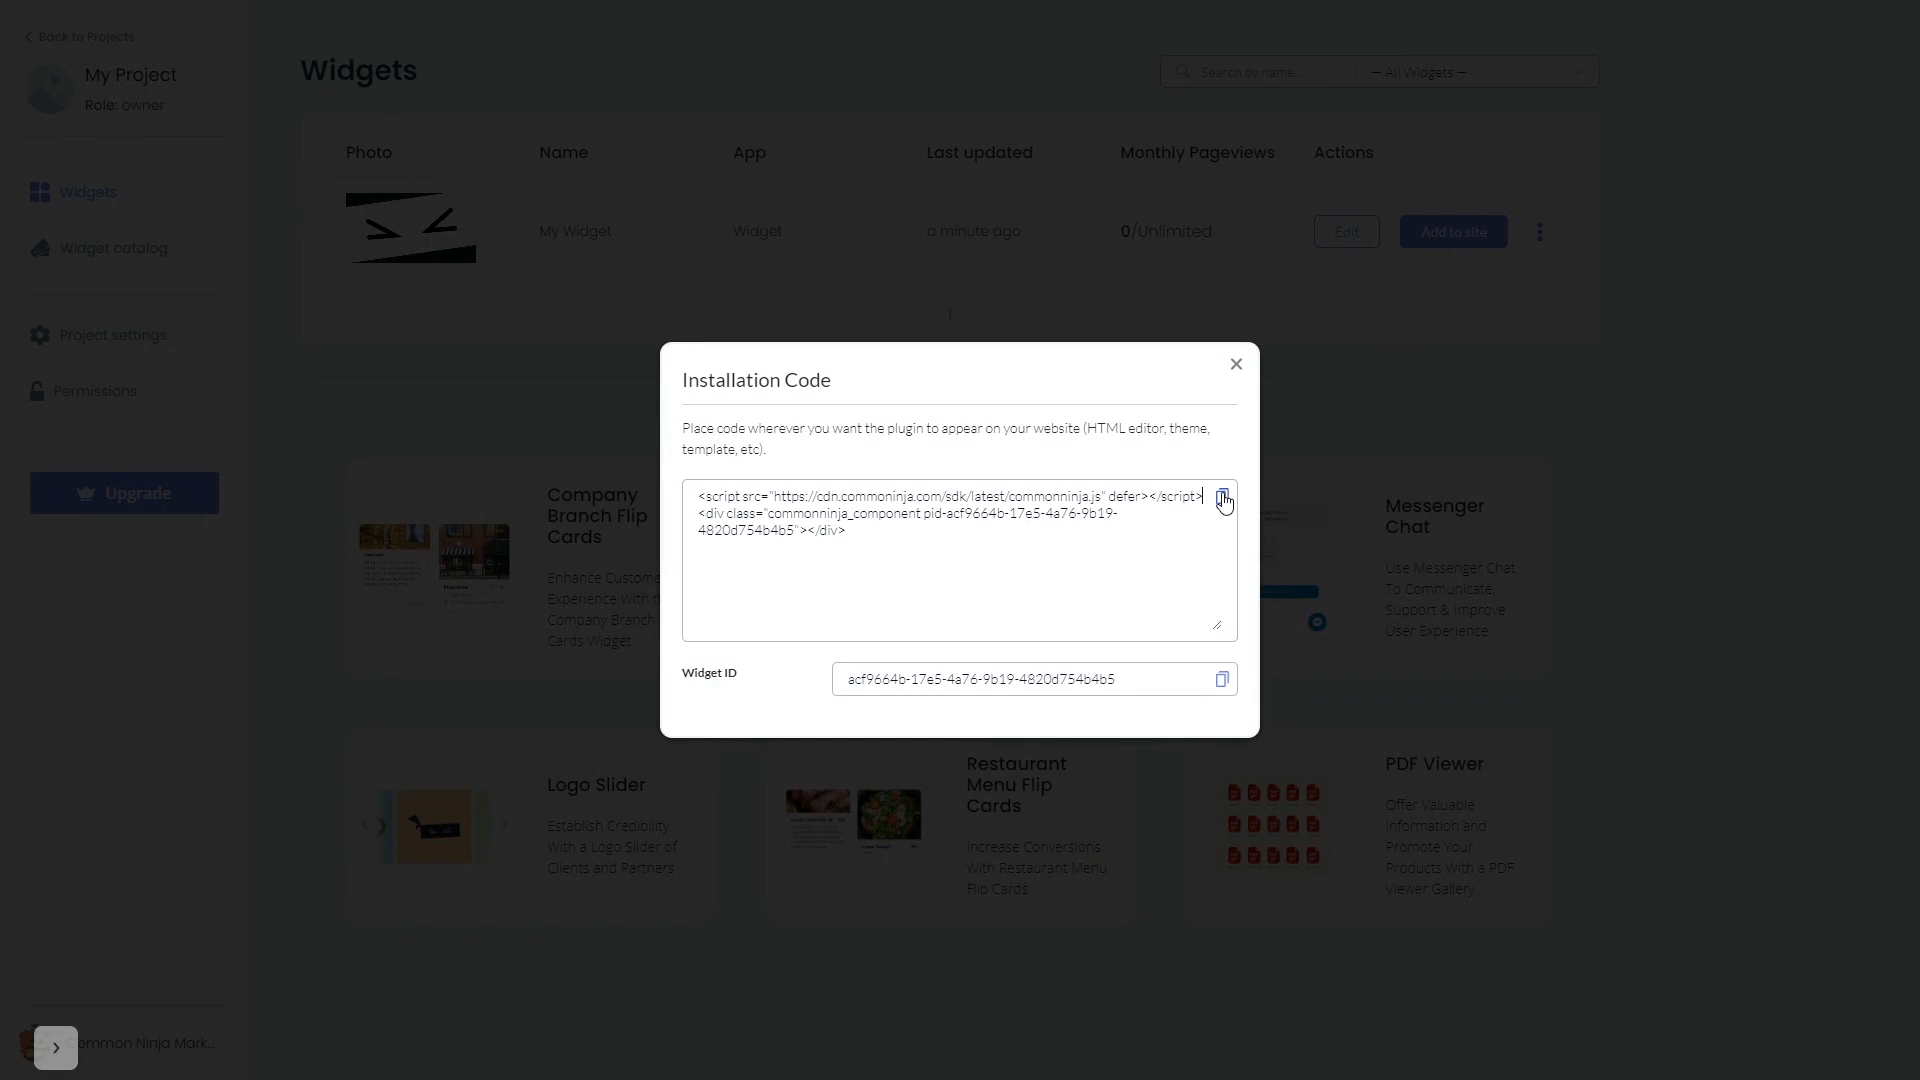 Back to Projects
My Project
Role: owner
Widgets
Widget catalog
Project settings
Permissions
Upgrade
Widgets
Search by name...
— All Widgets —
Photo
Name
App
Last updated
Monthly Pageviews
Actions
My Widget
Widget
a minute ago
0/Unlimited
Edit
Add to site
1
Installation Code
Place code wherever you want the plugin to appear on your website (HTML editor, theme,
template, etc).
<script src="https://cdn.commoninja.com/sdk/latest/commonninja.js" defer></script>
<div class="commonninja_component pid-acf9664b-17e5-4a76-9b19-
4820d754b4b5"></div>
Widget ID
acf9664b-17e5-4a76-9b19-4820d754b4b5
Company
Branch Flip
Cards
Enhance Custome
Experience With t
Company Branch
Cards Widget
Messenger
Chat
Use Messenger Chat
To Communicate,
Support & Improve
User Experience
Logo Slider
Establish Credibility
With a Logo Slider of
Clients and Partners
Restaurant
Menu Flip
Cards
Increase Conversions
With Restaurant Menu
Flip Cards
PDF Viewer
Offer Valuable
Information and
Promote Your
Products With a PDF
Viewer Gallery
ommon Ninja Mark...